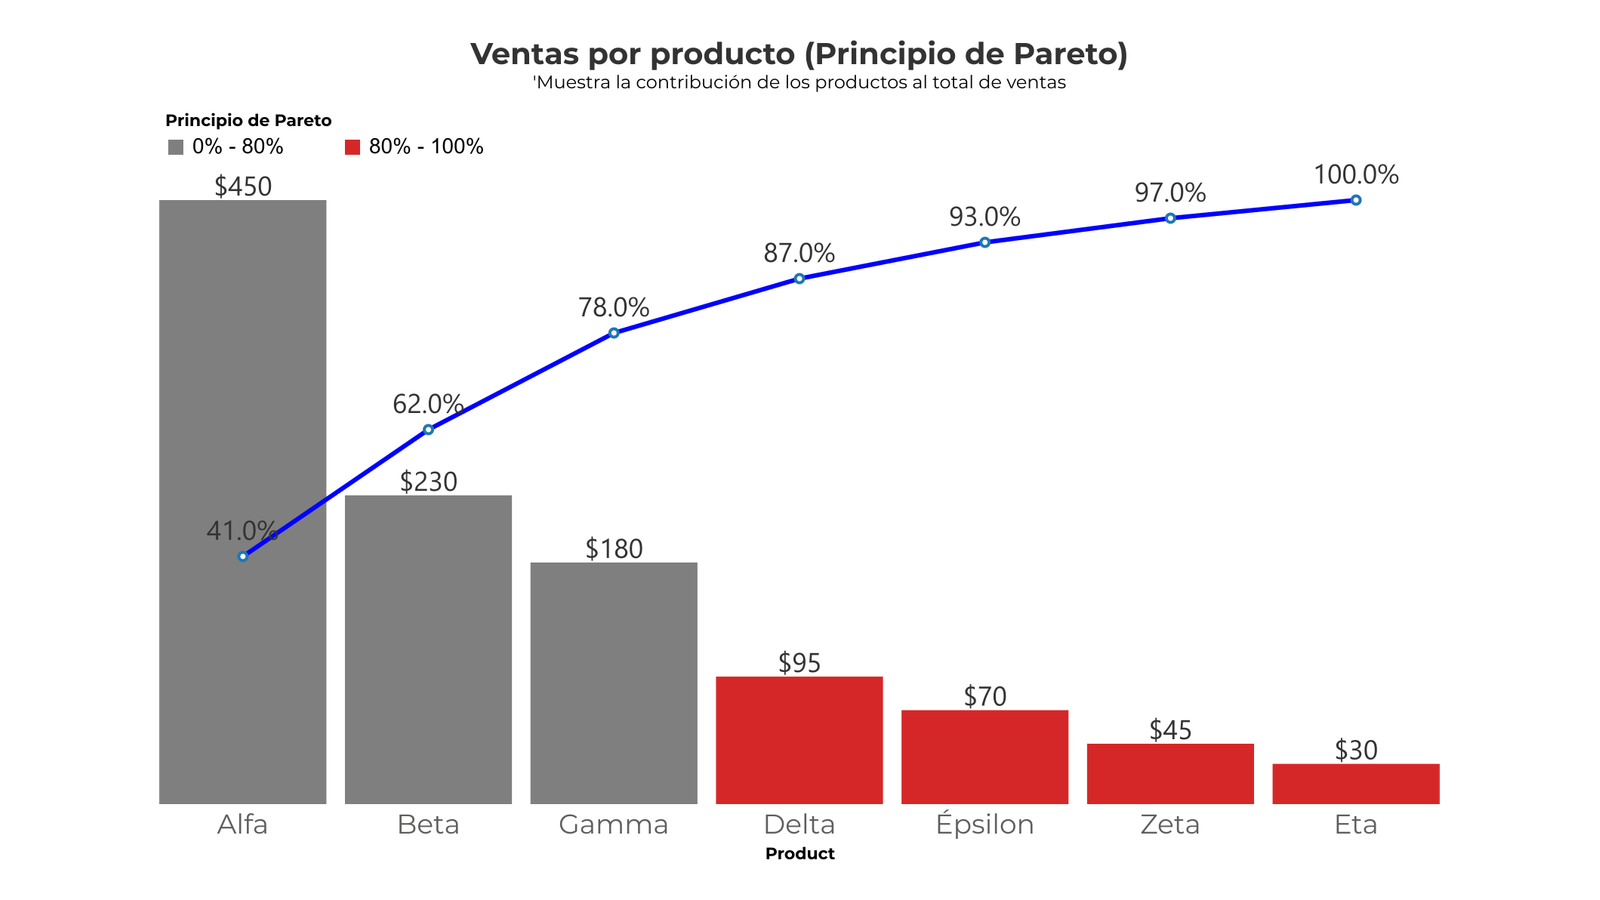 Ventas por producto (Principio de Pareto)
'Muestra la contribución de los productos al total de ventas
Principio de Pareto
0% - 80% 80% - 100%
$450
100.0%
97.0%
93.0%
87.0%
78.0%
62.0%
$230
41.0%
$180
$95
$70
$45
$30
Alfa Beta Gamma Delta Épsilon Zeta Eta
Product